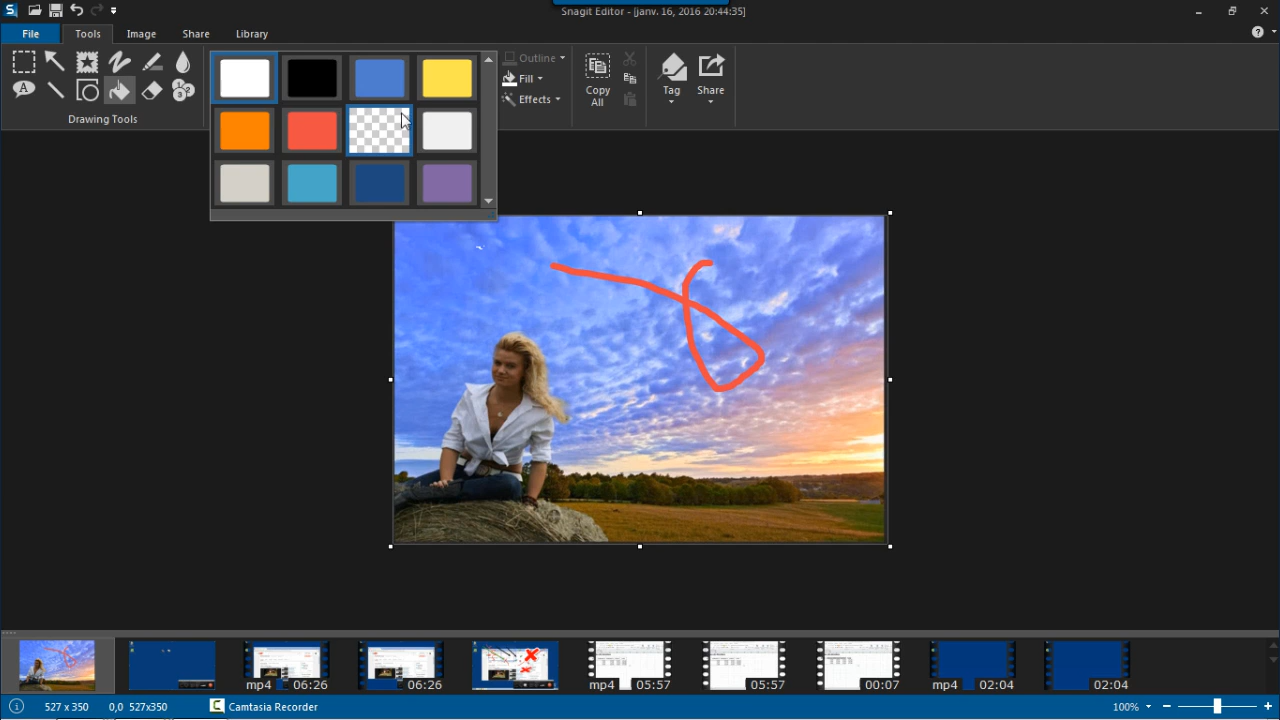 S
Snagit Editor - [janv. 16, 2016 20:44:35]
File Tools Image Share Library
?
A
3 2
Drawing Tools
Outline
Fill
Effects
Copy
All
Tag
Share
mp4 06:26
06:26
mp4 05:57
05:57
00:07
mp4 02:04
02:04
527 x 350 0,0 527x350 C Camtasia Recorder 100%